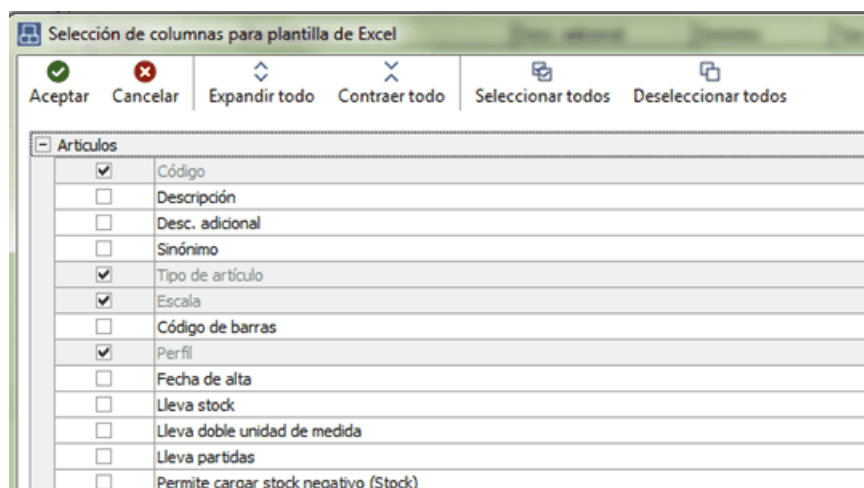 Selección de columnas para plantilla de Excel
Aceptar Cancelar Expandir todo Contraer todo Seleccionar todos Deseleccionar todos
Articulos
Código
Descripción
Desc. adicional
Sinónimo
Tipo de artículo
Escala
Código de barras
Perfil
Fecha de alta
Lleva stock
Lleva doble unidad de medida
Lleva partidas
Permite cargar stock negativo (Stock)